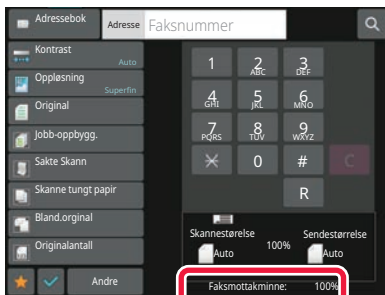 Adressebok
Adresse
Faksnummer
Kontrast
Auto
Oppløsning
Superfin
Original
Jobb-oppbygg.
Sakte Skann
Skanne tungt papir
Bland.orginal
Originalantall
Andre
1
2 ABC
3 DEF
4 GHI
5 JKL
6 MNO
7 PQRS
8 TUV
9 WXYZ
0
#
C
R
Skannestørelse
Sendestørrelse
Auto
100%
Auto
Faksmottakminne: 100%